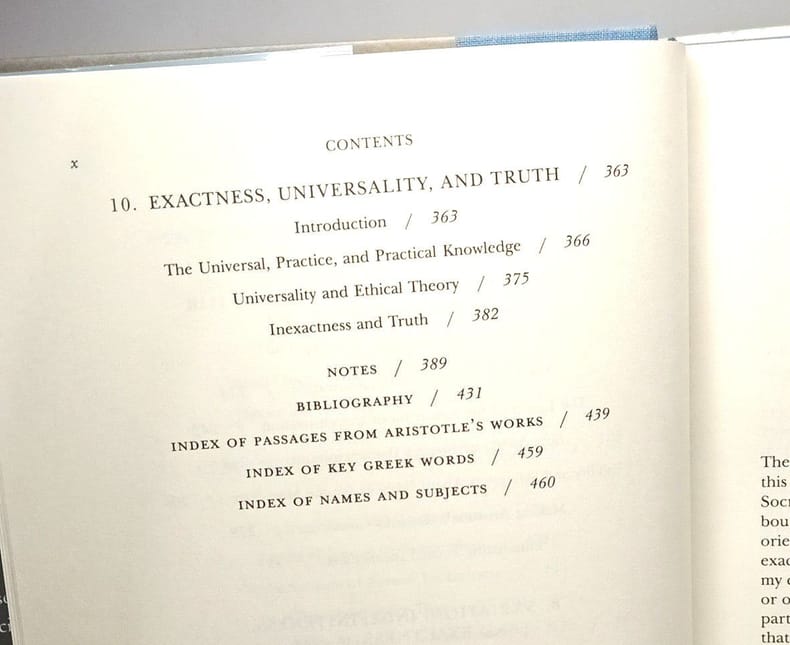 x
CONTENTS
10. EXACTNESS, UNIVERSALITY, AND TRUTH / 363
Introduction / 363
The Universal, Practice, and Practical Knowledge / 366
Universality and Ethical Theory / 375
Inexactness and Truth / 382
NOTES / 389
BIBLIOGRAPHY / 431
INDEX OF PASSAGES FROM ARISTOTLE'S WORKS / 439
INDEX OF KEY GREEK WORDS / 459
INDEX OF NAMES AND SUBJECTS / 460
The
this
or o
part
that